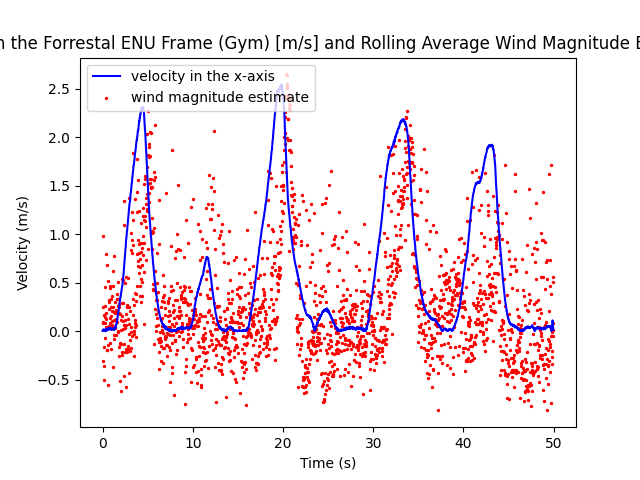 the Forrestal ENU Frame (Gym) [m/s] and Rolling Average Wind Magnitude
velocity in the x-axis
wind magnitude estimate
Velocity (m/s)
2.5
2.0
1.5
1.0
0.5
0.0
−0.5
0
10
20
30
40
50
Time (s)